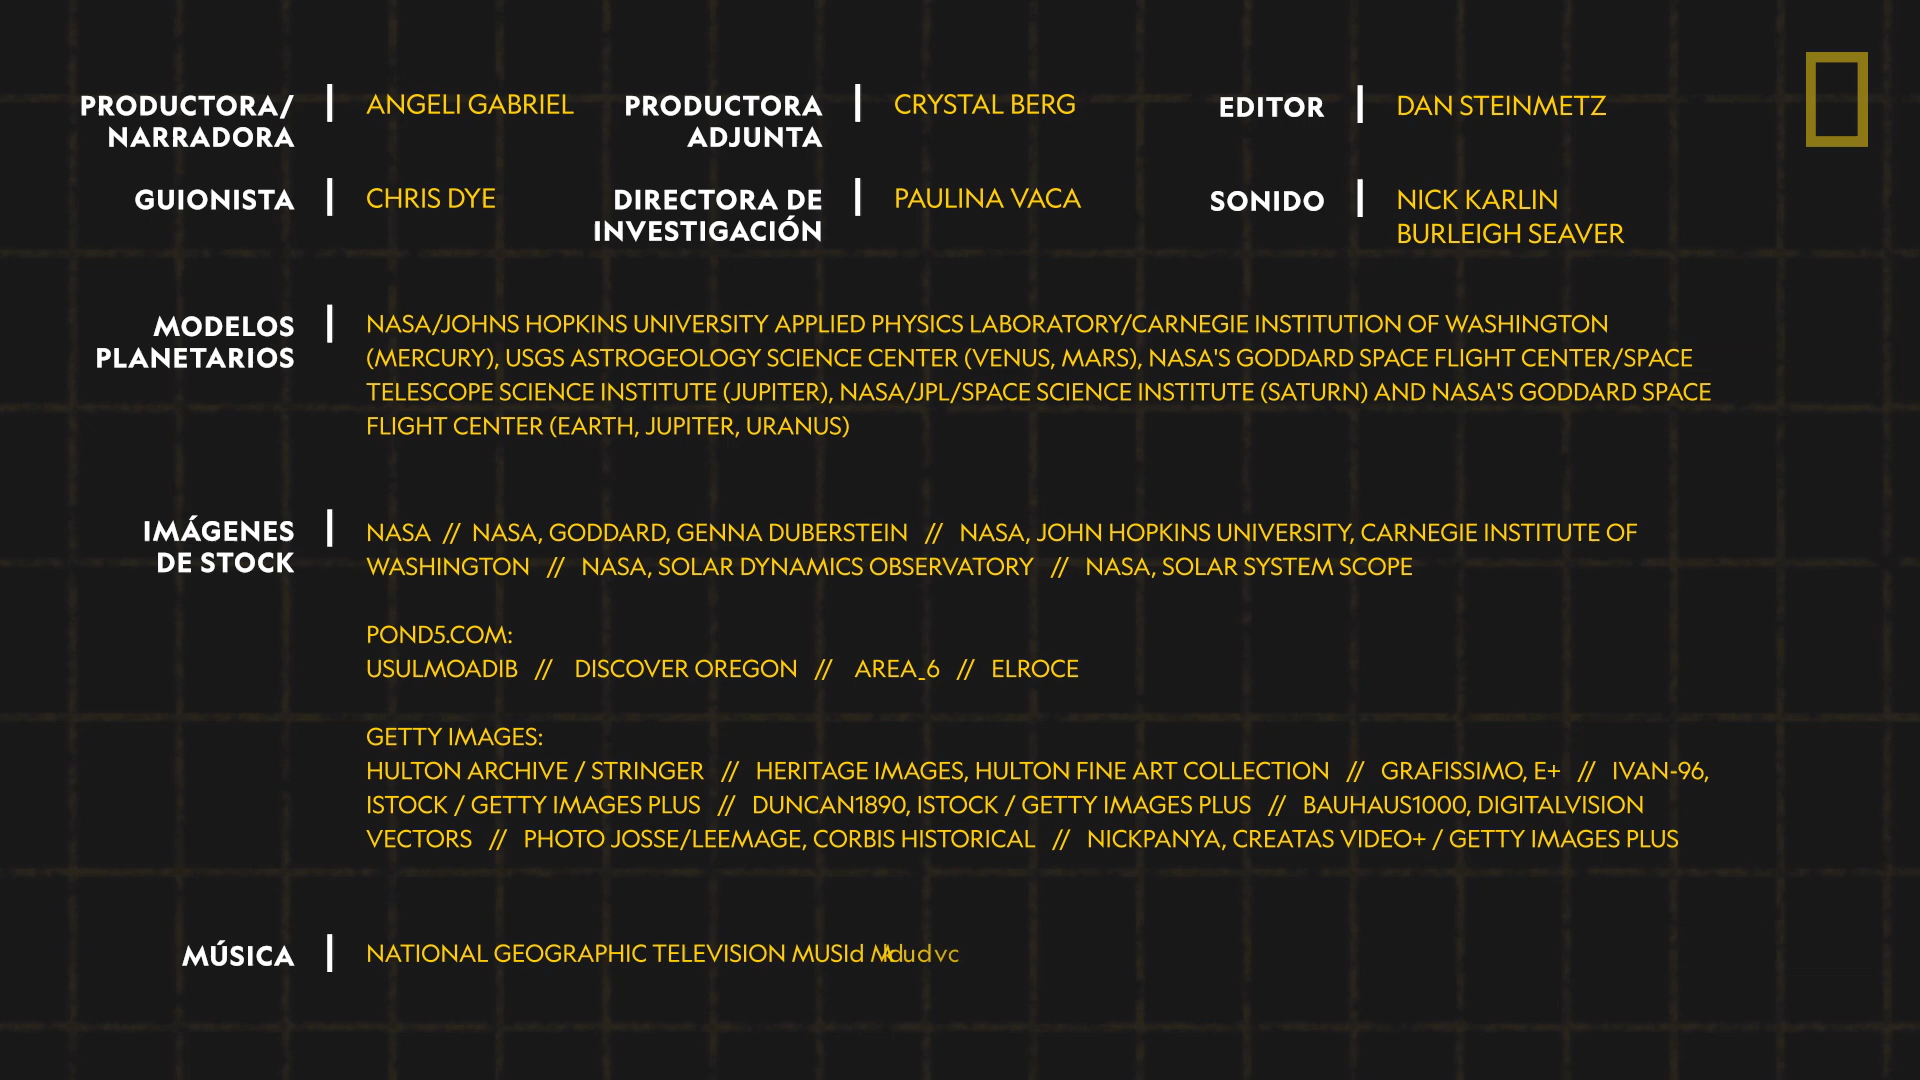 PRODUCTORA/
NARRADORA
ANGELI GABRIEL
PRODUCTORA
ADJUNTA
CRYSTAL BERG
EDITOR
DAN STEINMETZ
GUIONISTA
CHRIS DYE
DIRECTORA DE
INVESTIGACIÓN
PAULINA VACA
SONIDO
NICK KARLIN
BURLEIGH SEAVER
MODELOS
PLANETARIOS
NASA/JOHNS HOPKINS UNIVERSITY APPLIED PHYSICS LABORATORY/CARNEGIE INSTITUTION OF WASHINGTON
(MERCURY), USGS ASTROGEOLOGY SCIENCE CENTER (VENUS, MARS), NASA'S GODDARD SPACE FLIGHT CENTER/SPACE
TELESCOPE SCIENCE INSTITUTE (JUPITER), NASA/JPL/SPACE SCIENCE INSTITUTE (SATURN) AND NASA'S GODDARD SPACE
FLIGHT CENTER (EARTH, JUPITER, URANUS)
IMÁGENES
DE STOCK
NASA // NASA, GODDARD, GENNA DUBERSTEIN // NASA, JOHN HOPKINS UNIVERSITY, CARNEGIE INSTITUTE OF
WASHINGTON // NASA, SOLAR DYNAMICS OBSERVATORY // NASA, SOLAR SYSTEM SCOPE
POND5.COM:
USULMOADIB // DISCOVER OREGON // AREA_6 // ELROCE
GETTY IMAGES:
HULTON ARCHIVE / STRINGER // HERITAGE IMAGES, HULTON FINE ART COLLECTION // GRAFISSIMO, E+ // IVAN-96,
ISTOCK / GETTY IMAGES PLUS // DUNCAN1890, ISTOCK / GETTY IMAGES PLUS // BAUHAUS1000, DIGITALVISION
VECTORS // PHOTO JOSSE/LEEMAGE, CORBIS HISTORICAL // NICKPANYA, CREATAS VIDEO+ / GETTY IMAGES PLUS
MÚSICA
NATIONAL GEOGRAPHIC TELEVISION